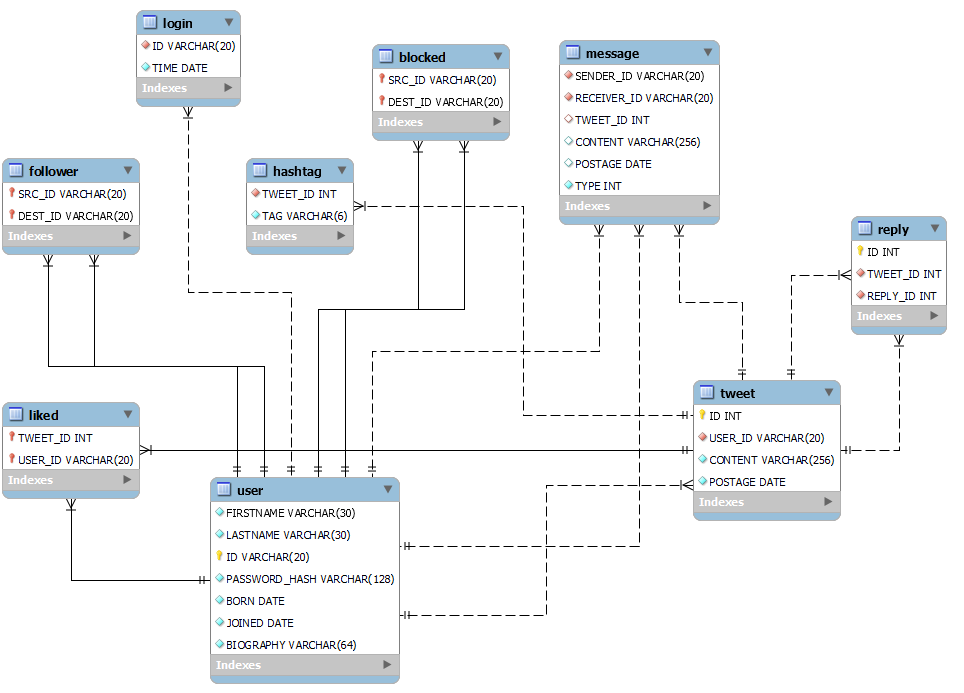 login
ID VARCHAR(20)
TIME DATE
Indexes
blocked
SRC_ID VARCHAR(20)
DEST_ID VARCHAR(20)
Indexes
message
SENDER_ID VARCHAR(20)
RECEIVER_ID VARCHAR(20)
TWEET_ID INT
CONTENT VARCHAR(256)
POSTAGE DATE
TYPE INT
Indexes
follower
SRC_ID VARCHAR(20)
DEST_ID VARCHAR(20)
Indexes
hashtag
TWEET_ID INT
TAG VARCHAR(6)
Indexes
reply
ID INT
TWEET_ID INT
REPLY_ID INT
Indexes
liked
TWEET_ID INT
USER_ID VARCHAR(20)
Indexes
tweet
ID INT
USER_ID VARCHAR(20)
CONTENT VARCHAR(256)
POSTAGE DATE
Indexes
user
FIRSTNAME VARCHAR(30)
LASTNAME VARCHAR(30)
ID VARCHAR(20)
PASSWORD_HASH VARCHAR(128)
BORN DATE
JOINED DATE
BIOGRAPHY VARCHAR(64)
Indexes